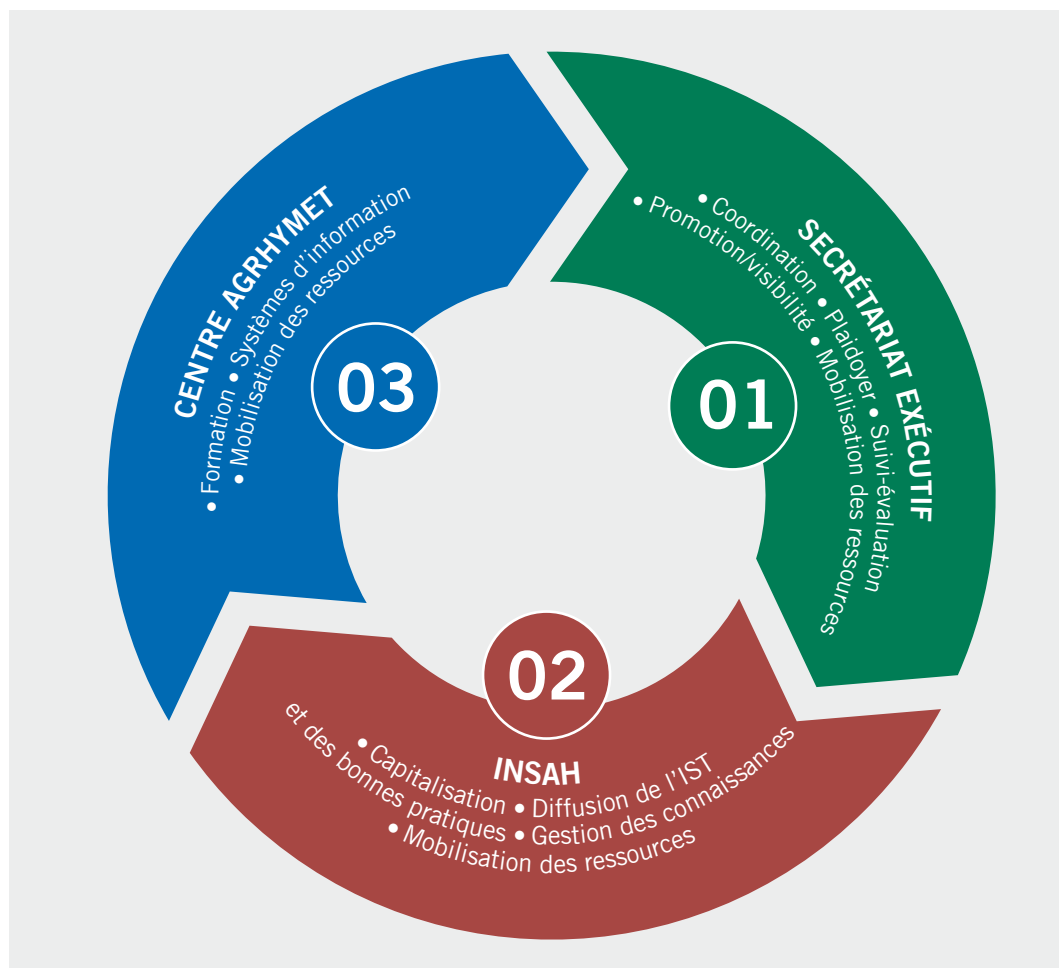 01
SECRÉTARIAT EXÉCUTIF
• Coordination • Plaidoyer • Suivi-évaluation
• Promotion/visibilité • Mobilisation des ressources
02
INSAH
• Capitalisation • Diffusion de l’IST
et des bonnes pratiques • Gestion des connaissances
• Mobilisation des ressources
03
CENTRE AGRHYMET
• Formation • Systèmes d’information
• Mobilisation des ressources